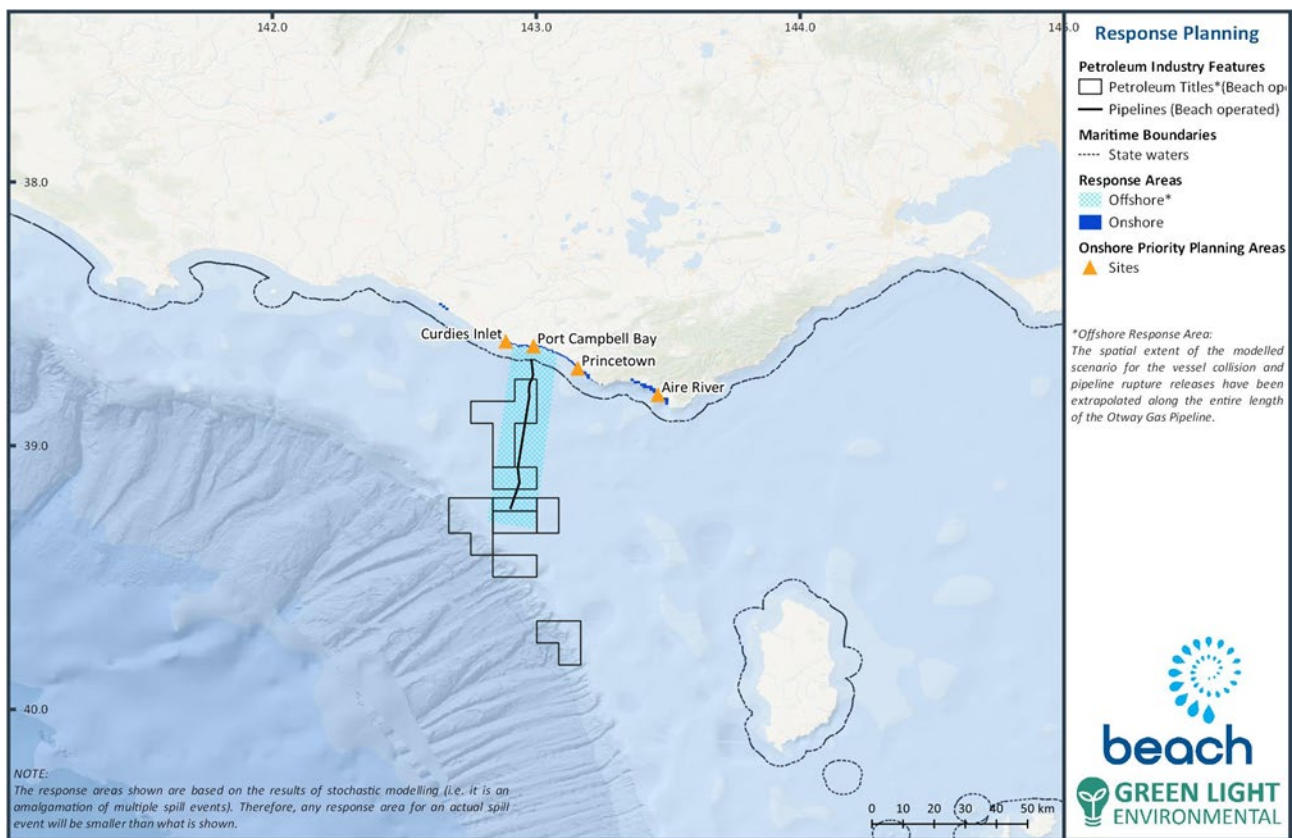 142.0 143.0 144.0
38.0
39.0
40.0
Curdies Inlet
Port Campbell Bay
Princetown
Aire River
NOTE:
The response areas shown are based on the results of stochastic modelling (i.e. it is an
amalgamation of multiple spill events). Therefore, any response area for an actual spill
event will be smaller than what is shown.
0 10 20 30 40 50 km
Response Planning
Petroleum Industry Features
Petroleum Titles*(Beach op
Pipelines (Beach operated)
Maritime Boundaries
State waters
Response Areas
Offshore*
Onshore
Onshore Priority Planning Areas
Sites
*Offshore Response Area:
The spatial extent of the modelled
scenario for the vessel collision and
pipeline rupture releases have been
extrapolated along the entire length
of the Otway Gas Pipeline.
beach
GREEN LIGHT
ENVIRONMENTAL